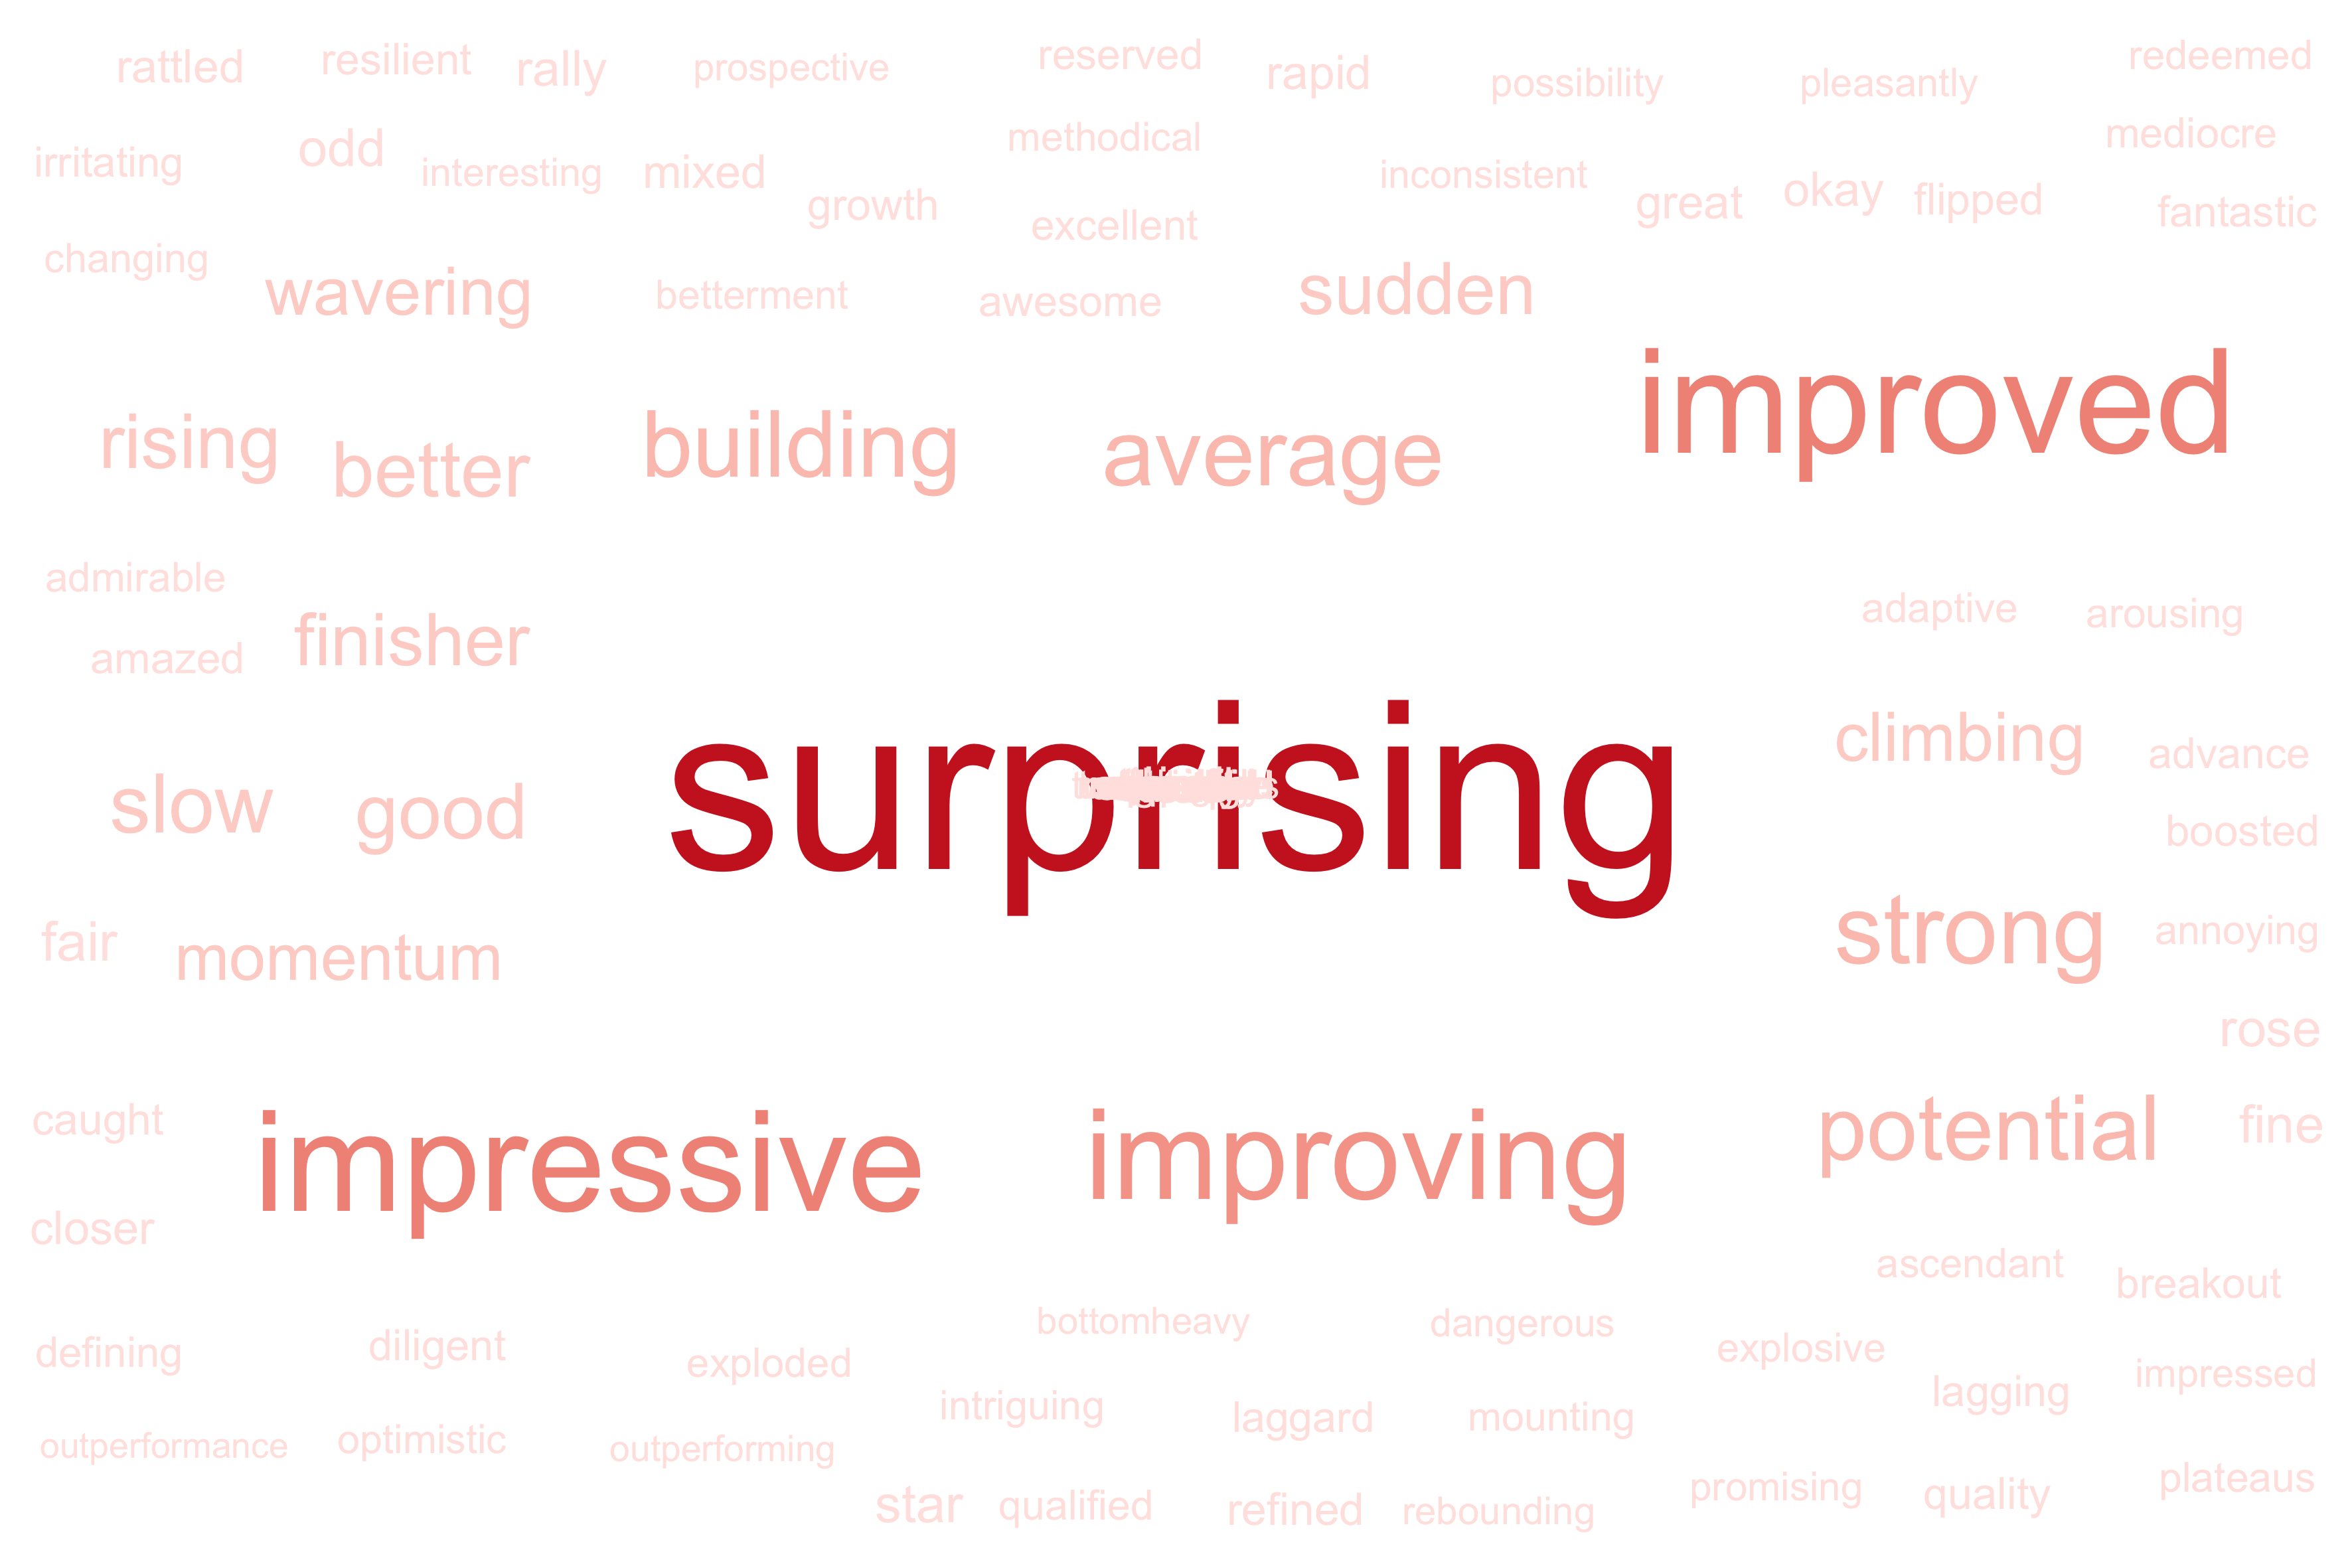 rattled resilient rally prospective reserved rapid possibility pleasantly redeemed
irritating odd interesting mixed methodical inconsistent mediocre
growth excellent great okay flipped fantastic
changing wavering betterment awesome sudden
rising better building average improved
admirable finisher adaptive arousing
amazed
slow good surprising climbing advance
boosted
fair momentum strong annoying
rose
caught impressive improving potential fine
closer
ascendant breakout
defining diligent exploded bottomheavy dangerous explosive impressed
outperformance optimistic outperforming intriguing laggard mounting lagging
star qualified refined rebounding promising quality plateaus